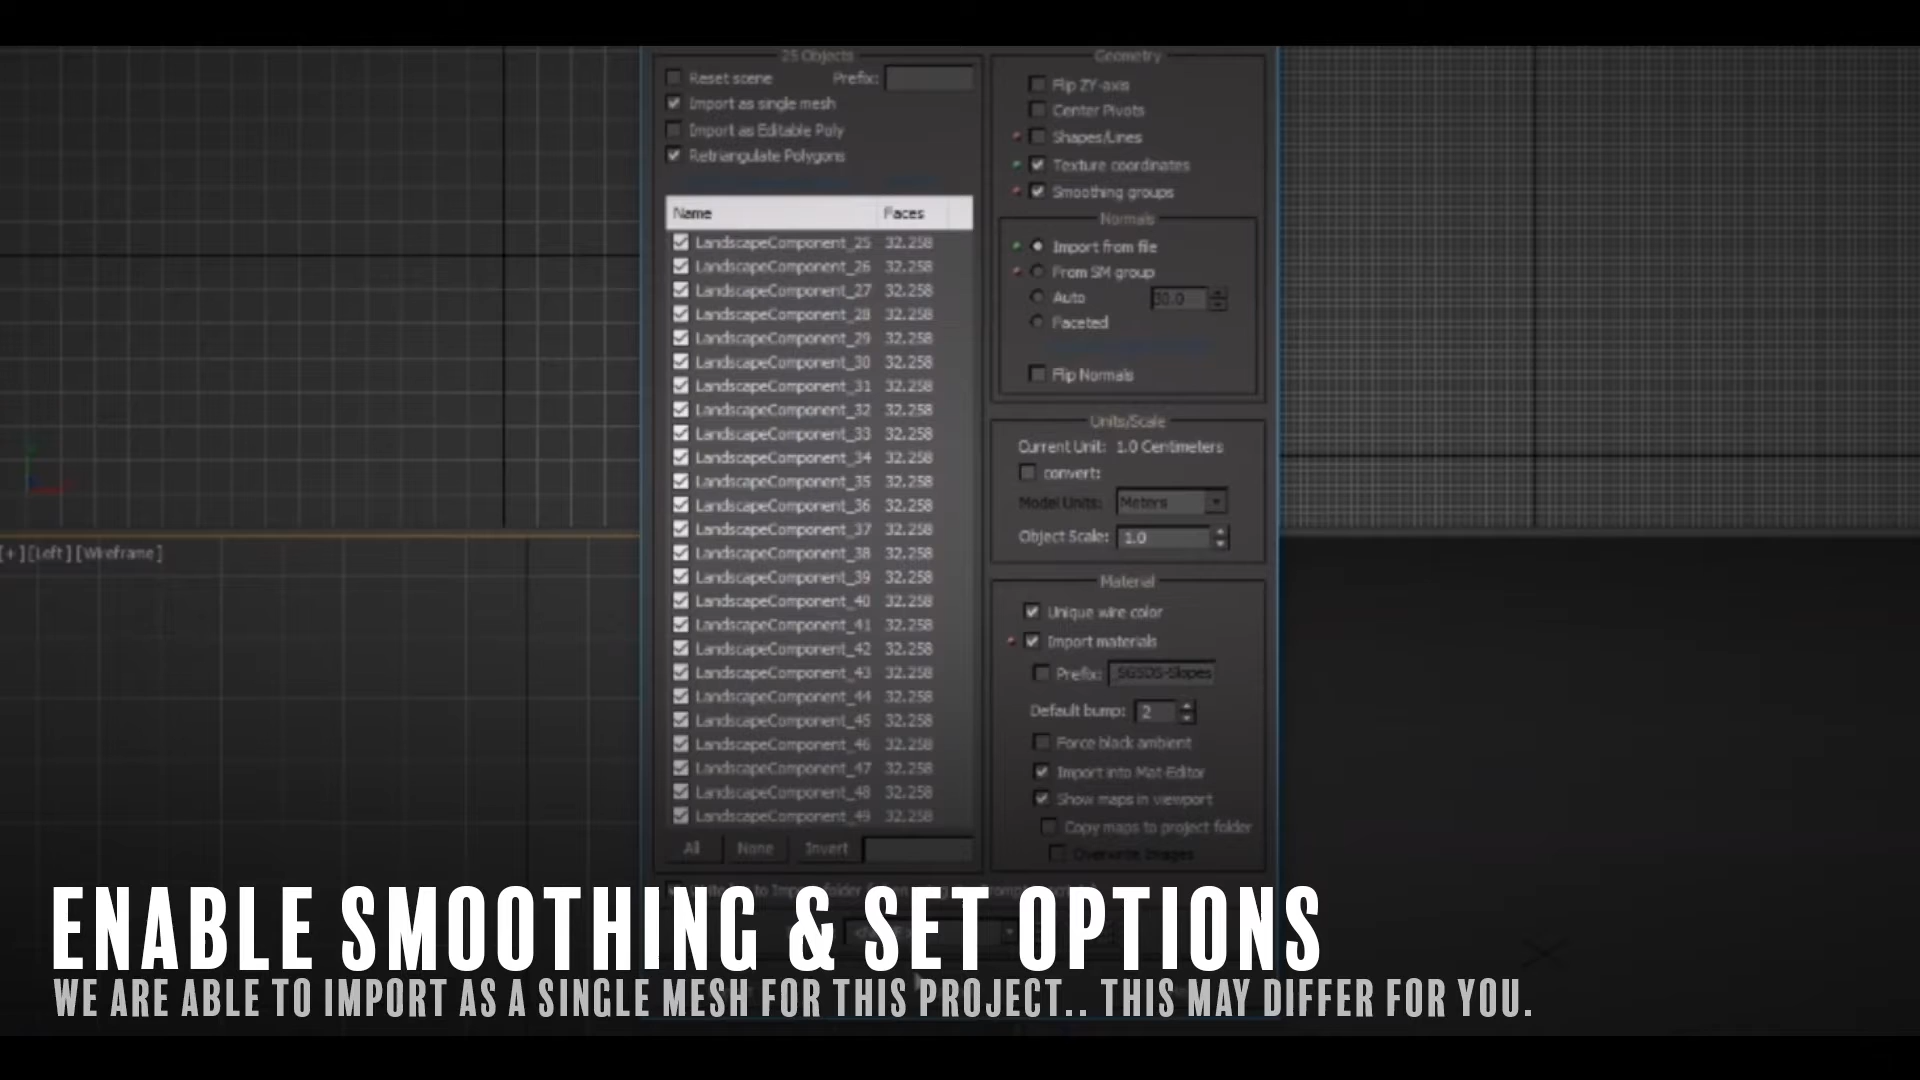 25 Objects
Reset scene Prefix:
Import as single mesh
Import as Editable Poly
Retriangulate Polygons
Name Faces
LandscapeComponent_25 32.258
LandscapeComponent_26 32.258
LandscapeComponent_27 32.258
LandscapeComponent_28 32.258
LandscapeComponent_29 32.258
LandscapeComponent_30 32.258
LandscapeComponent_31 32.258
LandscapeComponent_32 32.258
LandscapeComponent_33 32.258
LandscapeComponent_34 32.258
LandscapeComponent_35 32.258
LandscapeComponent_36 32.258
LandscapeComponent_37 32.258
LandscapeComponent_38 32.258
LandscapeComponent_39 32.258
LandscapeComponent_40 32.258
LandscapeComponent_41 32.258
LandscapeComponent_42 32.258
LandscapeComponent_43 32.258
LandscapeComponent_44 32.258
LandscapeComponent_45 32.258
LandscapeComponent_46 32.258
LandscapeComponent_47 32.258
LandscapeComponent_48 32.258
LandscapeComponent_49 32.258
All None Invert
Geometry
Flip ZY-axis
Center Pivots
Shapes/Lines
Texture coordinates
Smoothing groups
Normals
Import from file
From SM group
Auto 30.0
Faceted
Flip Normals
Units/Scale
Current Unit: 1.0 Centimeters
convert:
Model Units: Meters
Object Scale: 1.0
Material
Unique wire color
Import materials
Prefix: SGSDS-Slopes
Default bump: 2
Force black ambient
Import into Mat-Editor
Show maps in viewport
Copy maps to project folder
Overwrite Images
[+][Left][Wireframe]
ENABLE SMOOTHING & SET OPTIONS
WE ARE ABLE TO IMPORT AS A SINGLE MESH FOR THIS PROJECT.. THIS MAY DIFFER FOR YOU.